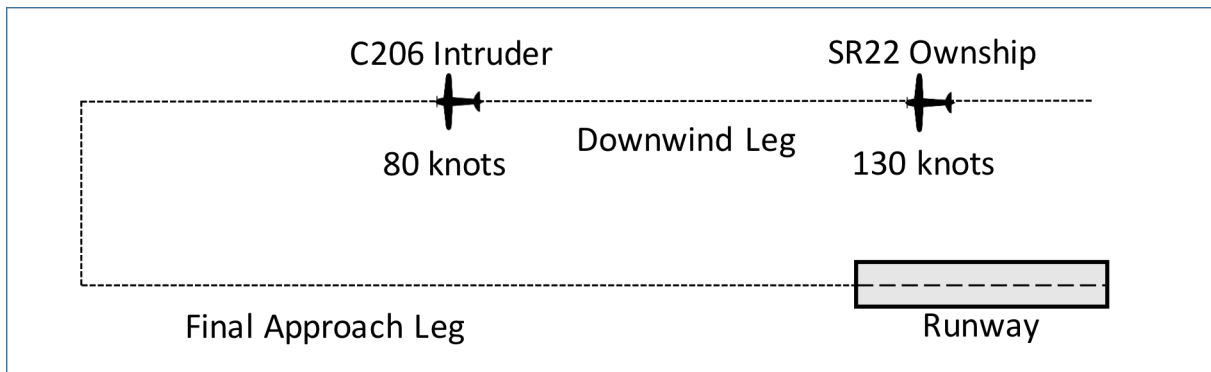 C206 Intruder
SR22 Ownship
Downwind Leg
80 knots
130 knots
Final Approach Leg
Runway